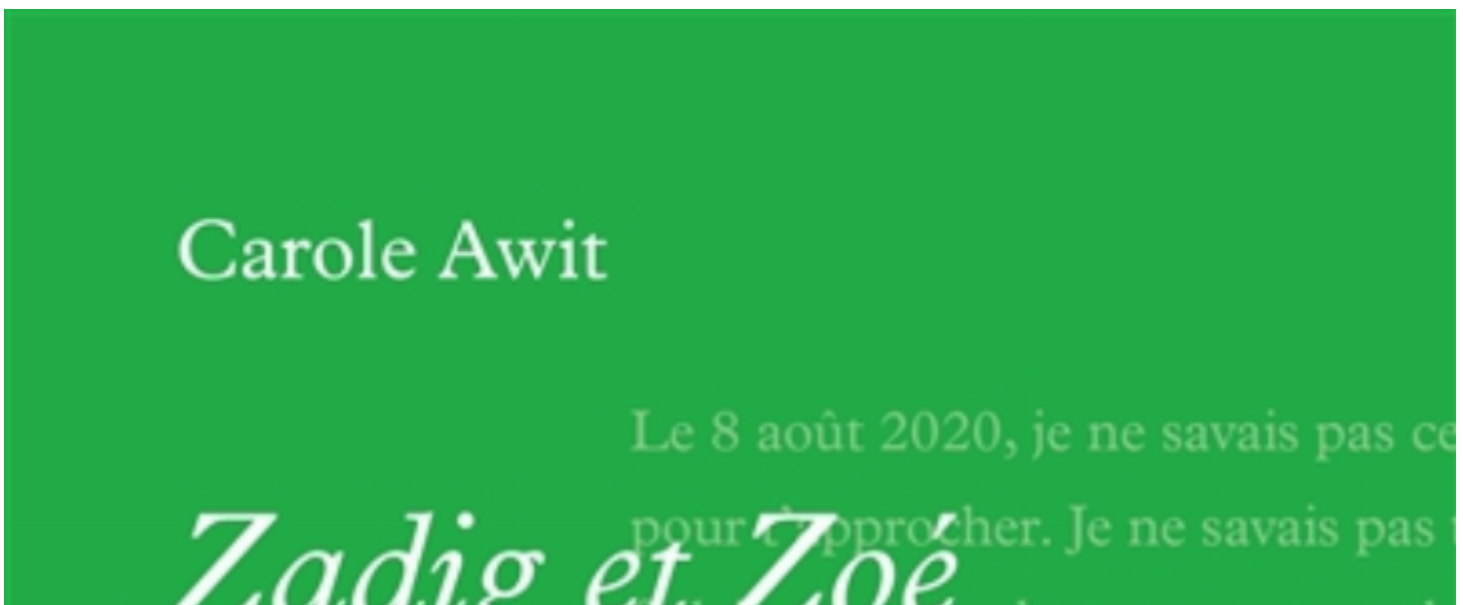 Carole Awit
Le 8 août 2020, je ne savais pas ce
pour t'approcher. Je ne savais pas
Zadig et Zoé